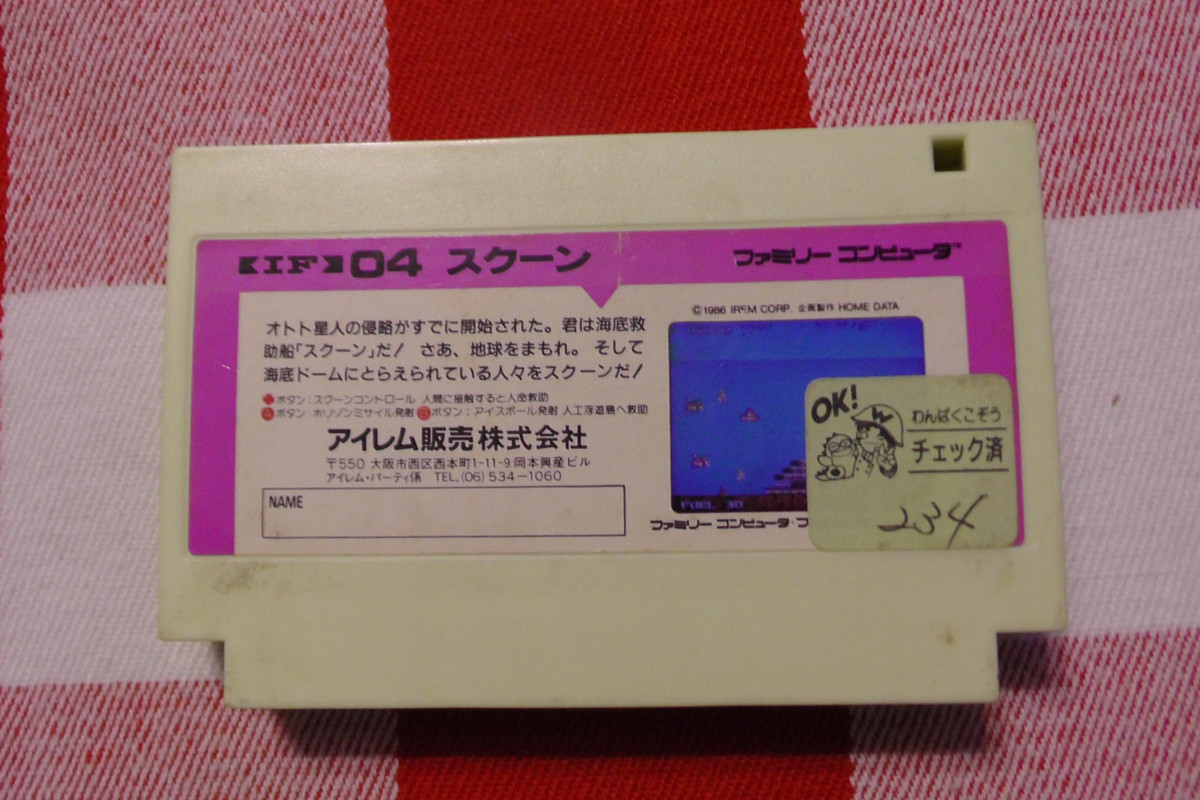 IF 04 スクーン
ファミリー コンピュータ™
©1986 IREM CORP. 企画製作 HOME DATA
オトト星人の侵略がすでに開始された。君は海底救
助船「スクーン」だ! さあ、地球をまもれ。そして
海底ドームにとらえられている人々をスクーンだ!
ボタン:スクーンコントロール 人間に接触すると人命救助
Aボタン:ホリゾンミサイル発射 Bボタン:アイスボール発射 人工浮遊島へ救助
アイレム販売株式会社
〒550 大阪市西区西本町1-11-9 岡本興産ビル
アイレム・パーティ係 TEL.(06)534-1060
NAME
FUEL 30
ファミリー コンピュータ・フ
OK!
わんぱくこぞう
チェック済
234